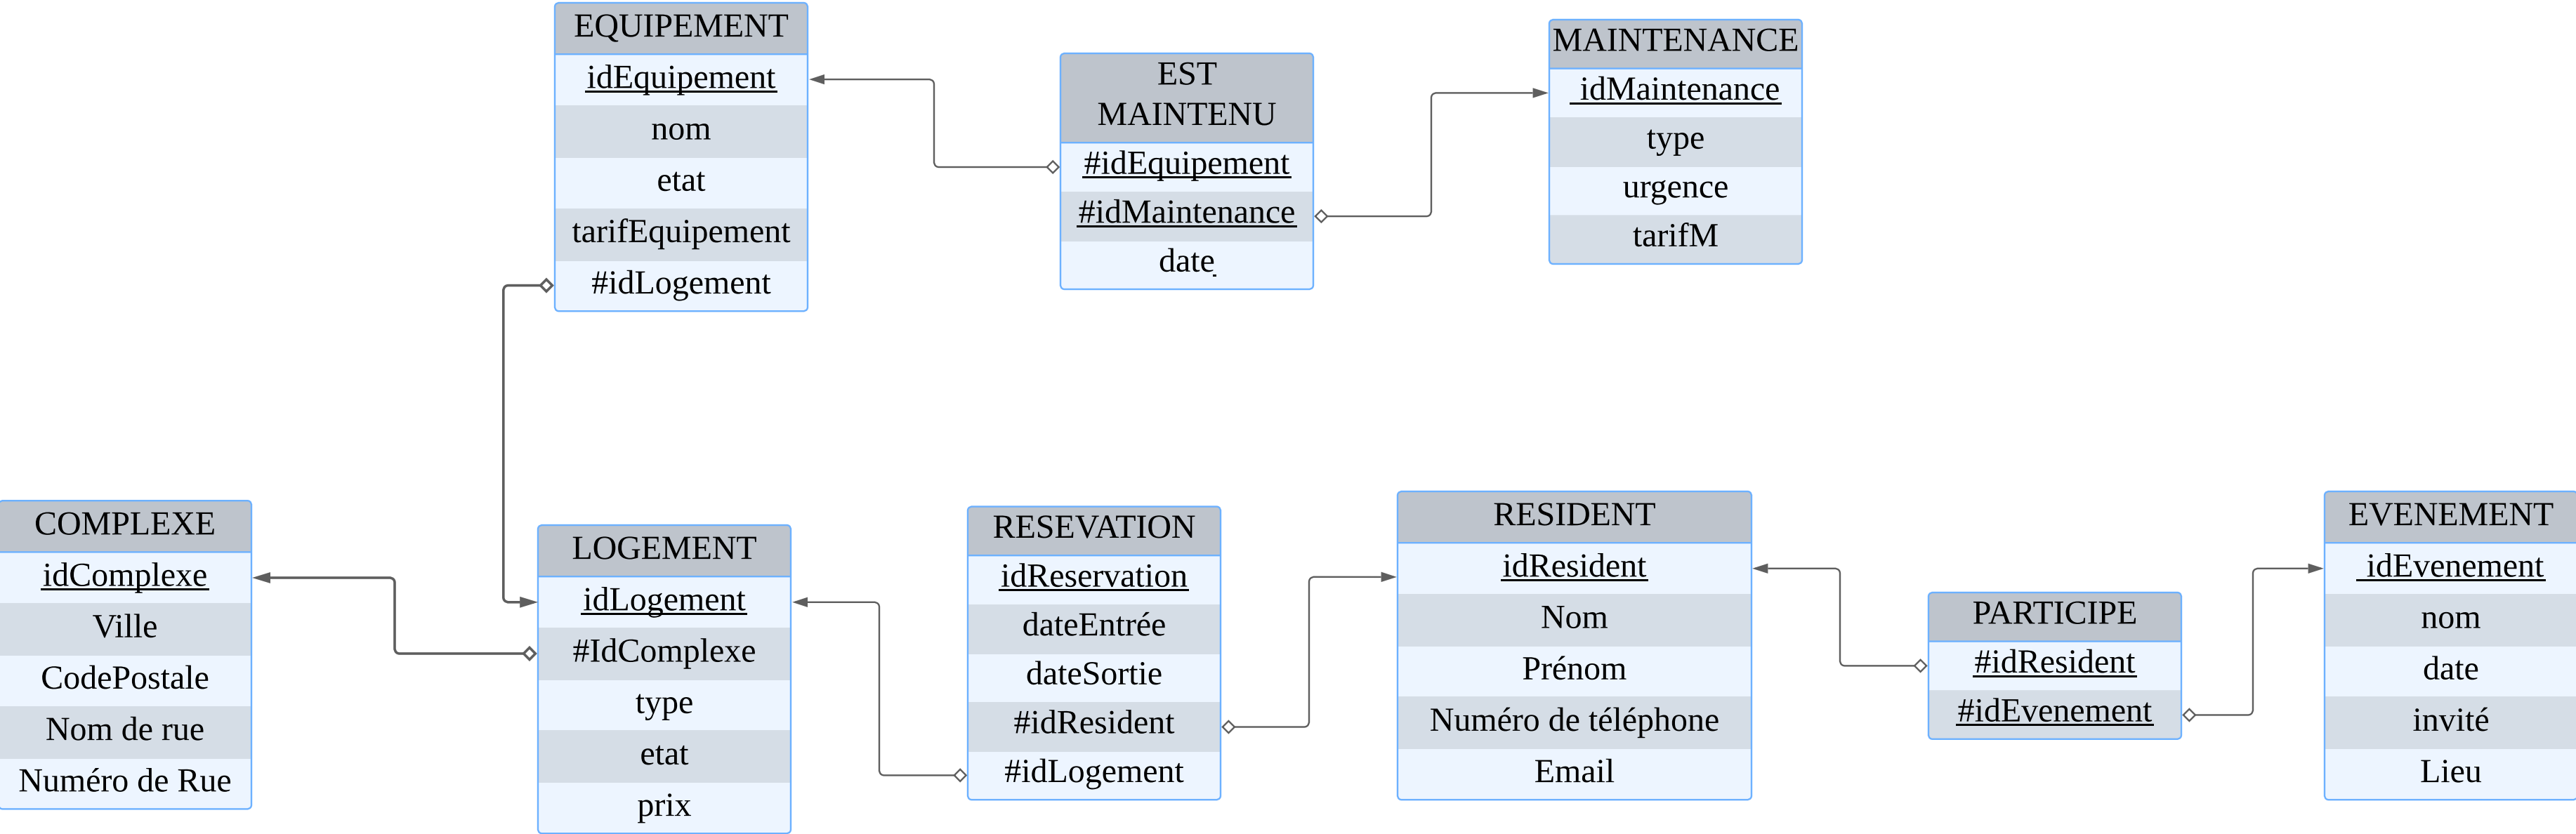 EQUIPEMENT
idEquipement
nom
etat
tarifEquipement
#idLogement
EST
MAINTENU
#idEquipement
#idMaintenance
date
MAINTENANCE
idMaintenance
type
urgence
tarifM
COMPLEXE
idComplexe
Ville
CodePostale
Nom de rue
Numéro de Rue
LOGEMENT
idLogement
#IdComplexe
type
etat
prix
RESEVATION
idReservation
dateEntrée
dateSortie
#idResident
#idLogement
RESIDENT
idResident
Nom
Prénom
Numéro de téléphone
Email
PARTICIPE
#idResident
#idEvenement
EVENEMENT
idEvenement
nom
date
invité
Lieu